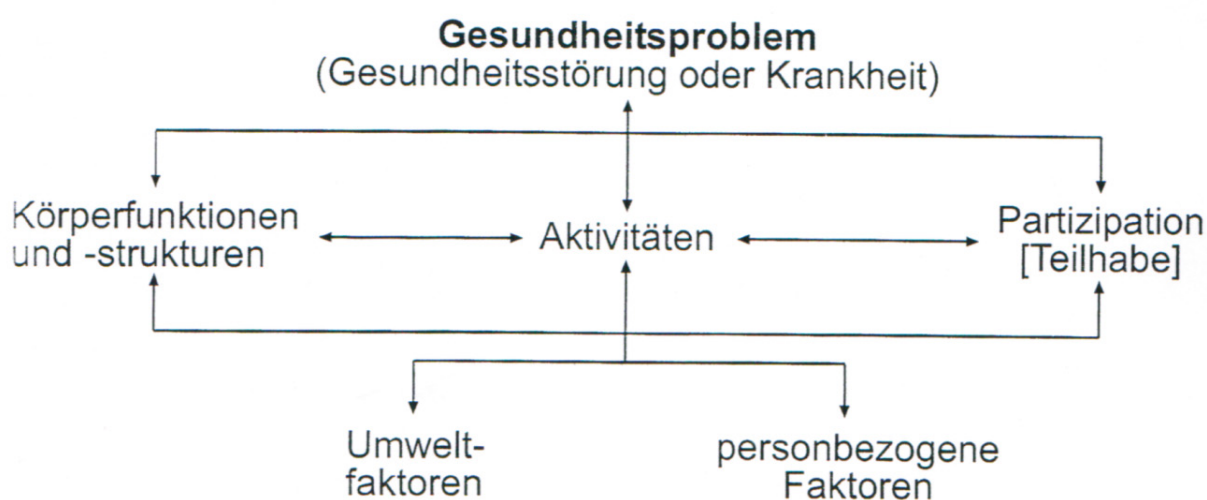 Gesundheitsproblem
(Gesundheitsstörung oder Krankheit)
Körperfunktionen
und -strukturen
Aktivitäten
Partizipation
[Teilhabe]
Umwelt-
faktoren
personbezogene
Faktoren